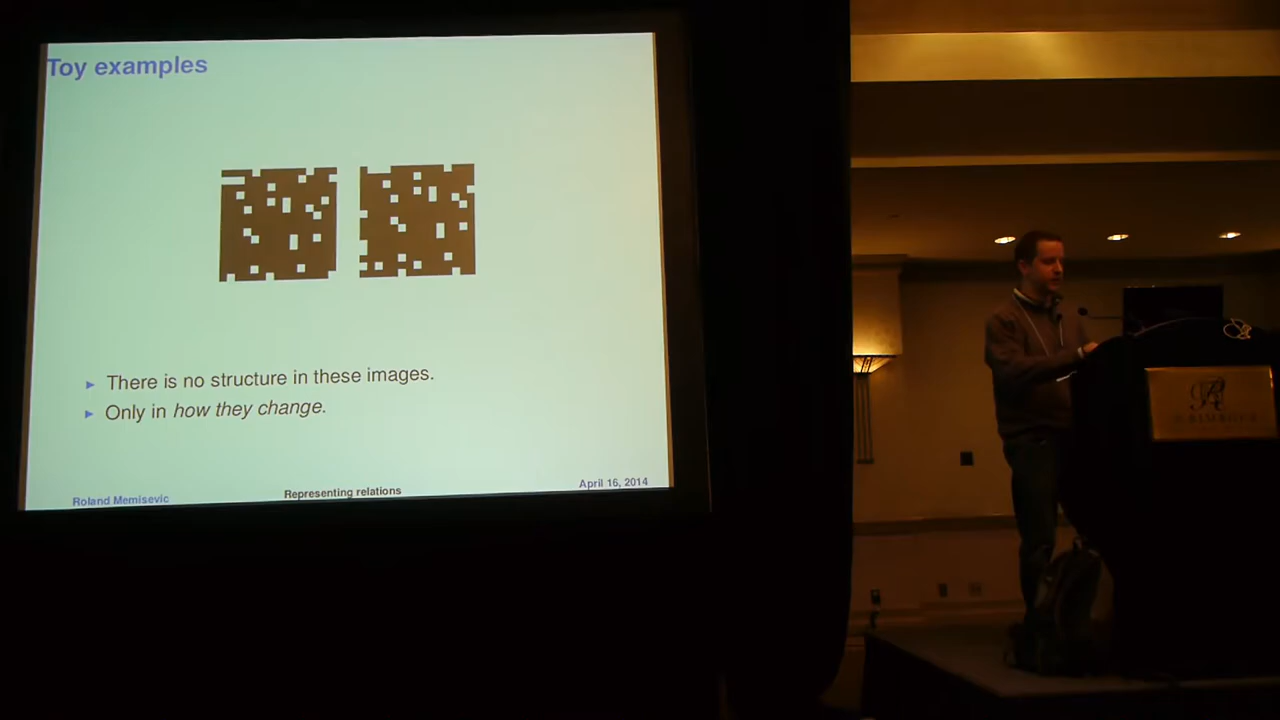 Toy examples
There is no structure in these images.
Only in how they change.
Roland Memisevic
Representing relations
April 16, 2014